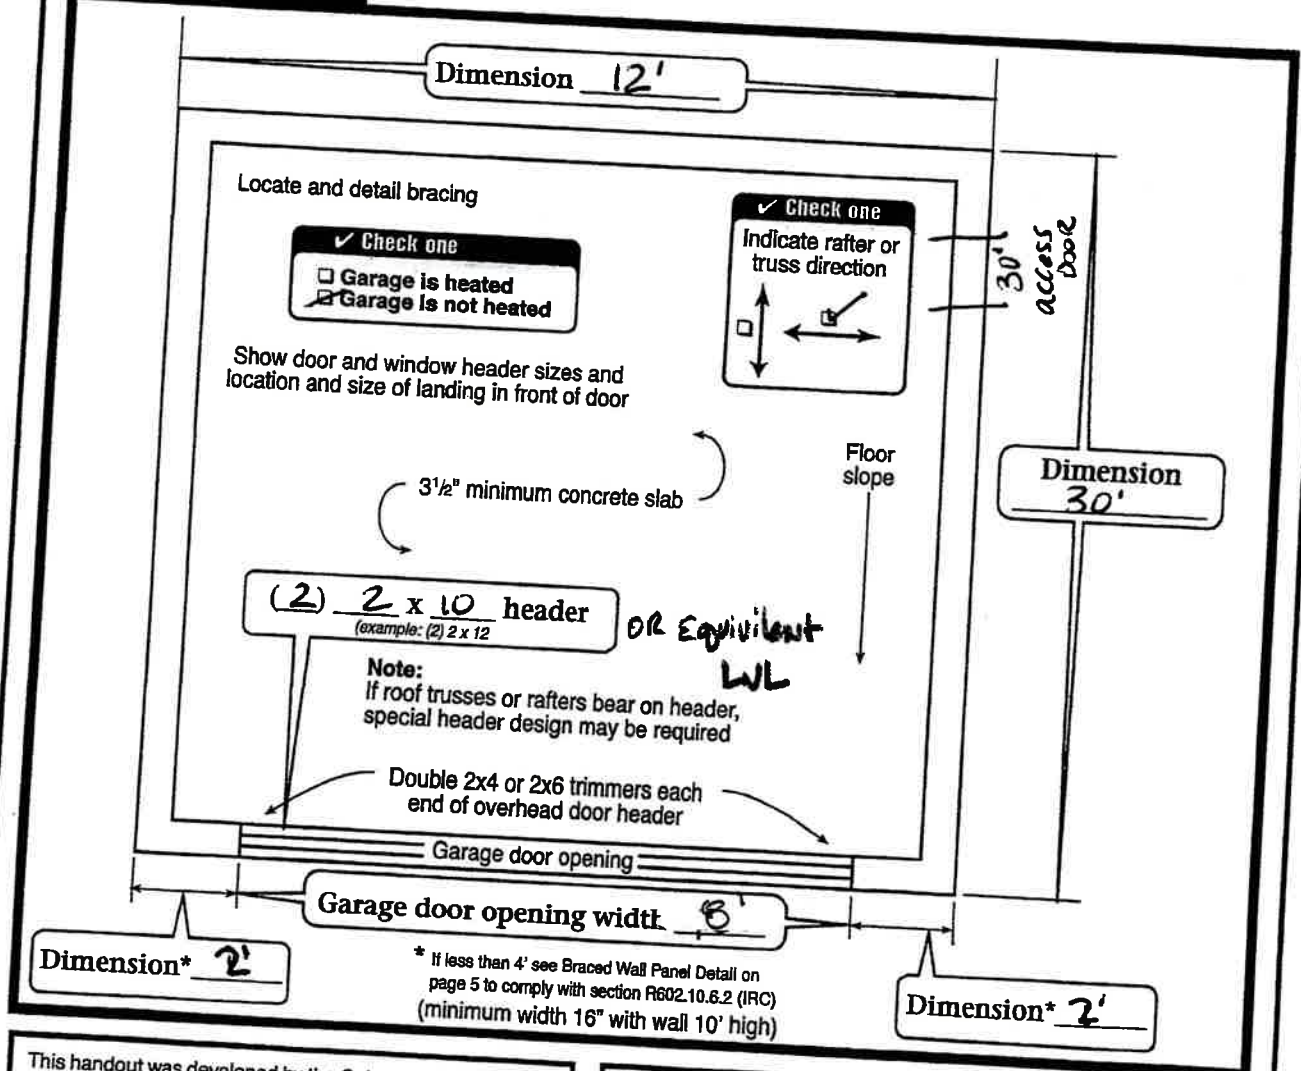 Dimension 12'
Locate and detail bracing
✓ Check one
☐ Garage is heated
☐ Garage is not heated
✓ Check one
Indicate rafter or
truss direction
30'
access
Door
Show door and window header sizes and
location and size of landing in front of door
Floor
slope
3½" minimum concrete slab
Dimension
30'
(2) 2 x 10 header
(example: (2) 2 x 12
OR Equivilent
LVL
Note:
If roof trusses or rafters bear on header,
special header design may be required
Double 2x4 or 2x6 trimmers each
end of overhead door header
Garage door opening
Garage door opening width 8'
Dimension* 2'
* If less than 4' see Braced Wall Panel Detail on
page 5 to comply with section R602.10.6.2 (IRC)
(minimum width 16" with wall 10' high)
Dimension* 2'
This handout was developed by the